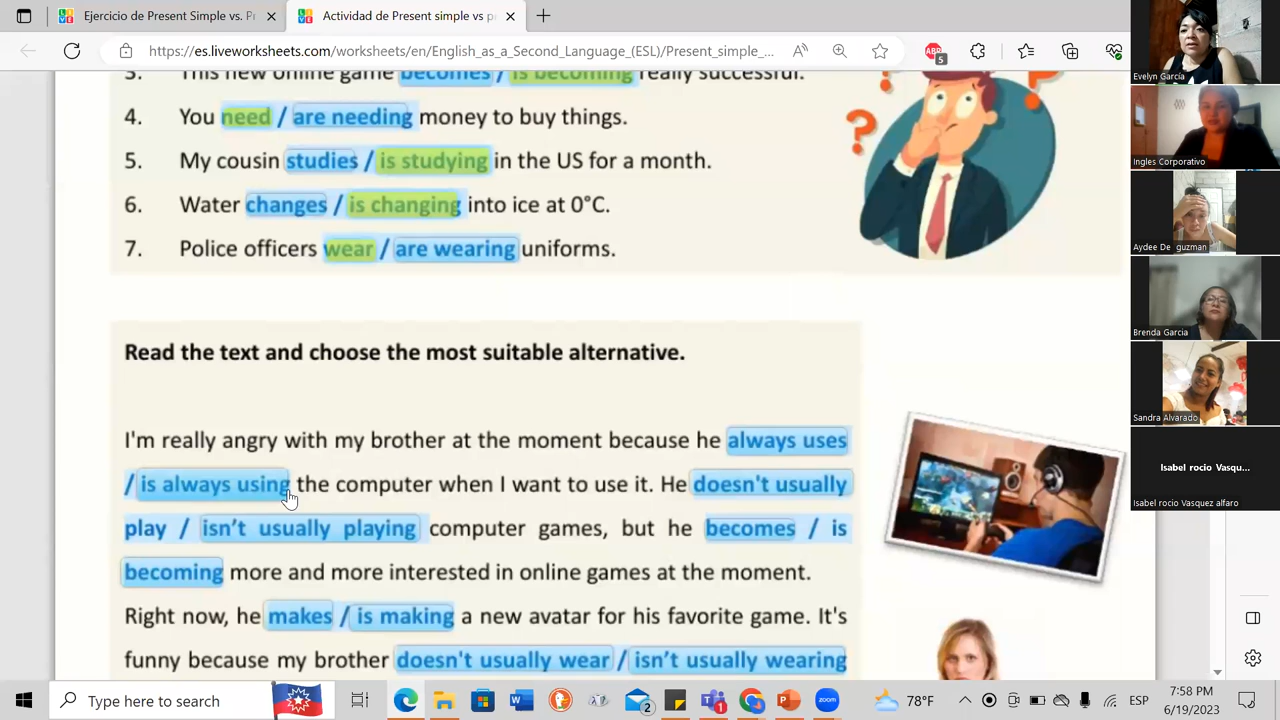 Ejercicio de Present Simple vs. P
Actividad de Present simple vs p
https://es.liveworksheets.com/worksheets/en/English_as_a_Second_Language_(ESL)/Present_simple_...
5
3. This new online game becomes / is becoming really successful.
4. You need / are needing money to buy things.
5. My cousin studies / is studying in the US for a month.
6. Water changes / is changing into ice at 0°C.
7. Police officers wear / are wearing uniforms.
Read the text and choose the most suitable alternative.
I'm really angry with my brother at the moment because he always uses
/ is always using the computer when I want to use it. He doesn't usually
play / isn't usually playing computer games, but he becomes / is
becoming more and more interested in online games at the moment.
Right now, he makes / is making a new avatar for his favorite game. It's
funny because my brother doesn't usually wear / isn't usually wearing
Evelyn García
Ingles Corporativo
Aydee De guzman
Brenda Garcia
Sandra Alvarado
Isabel rocio Vasqu...
Isabel rocio Vasquez alfaro
Type here to search
2
1
zoom
78°F
ESP
7:58 PM
6/19/2023